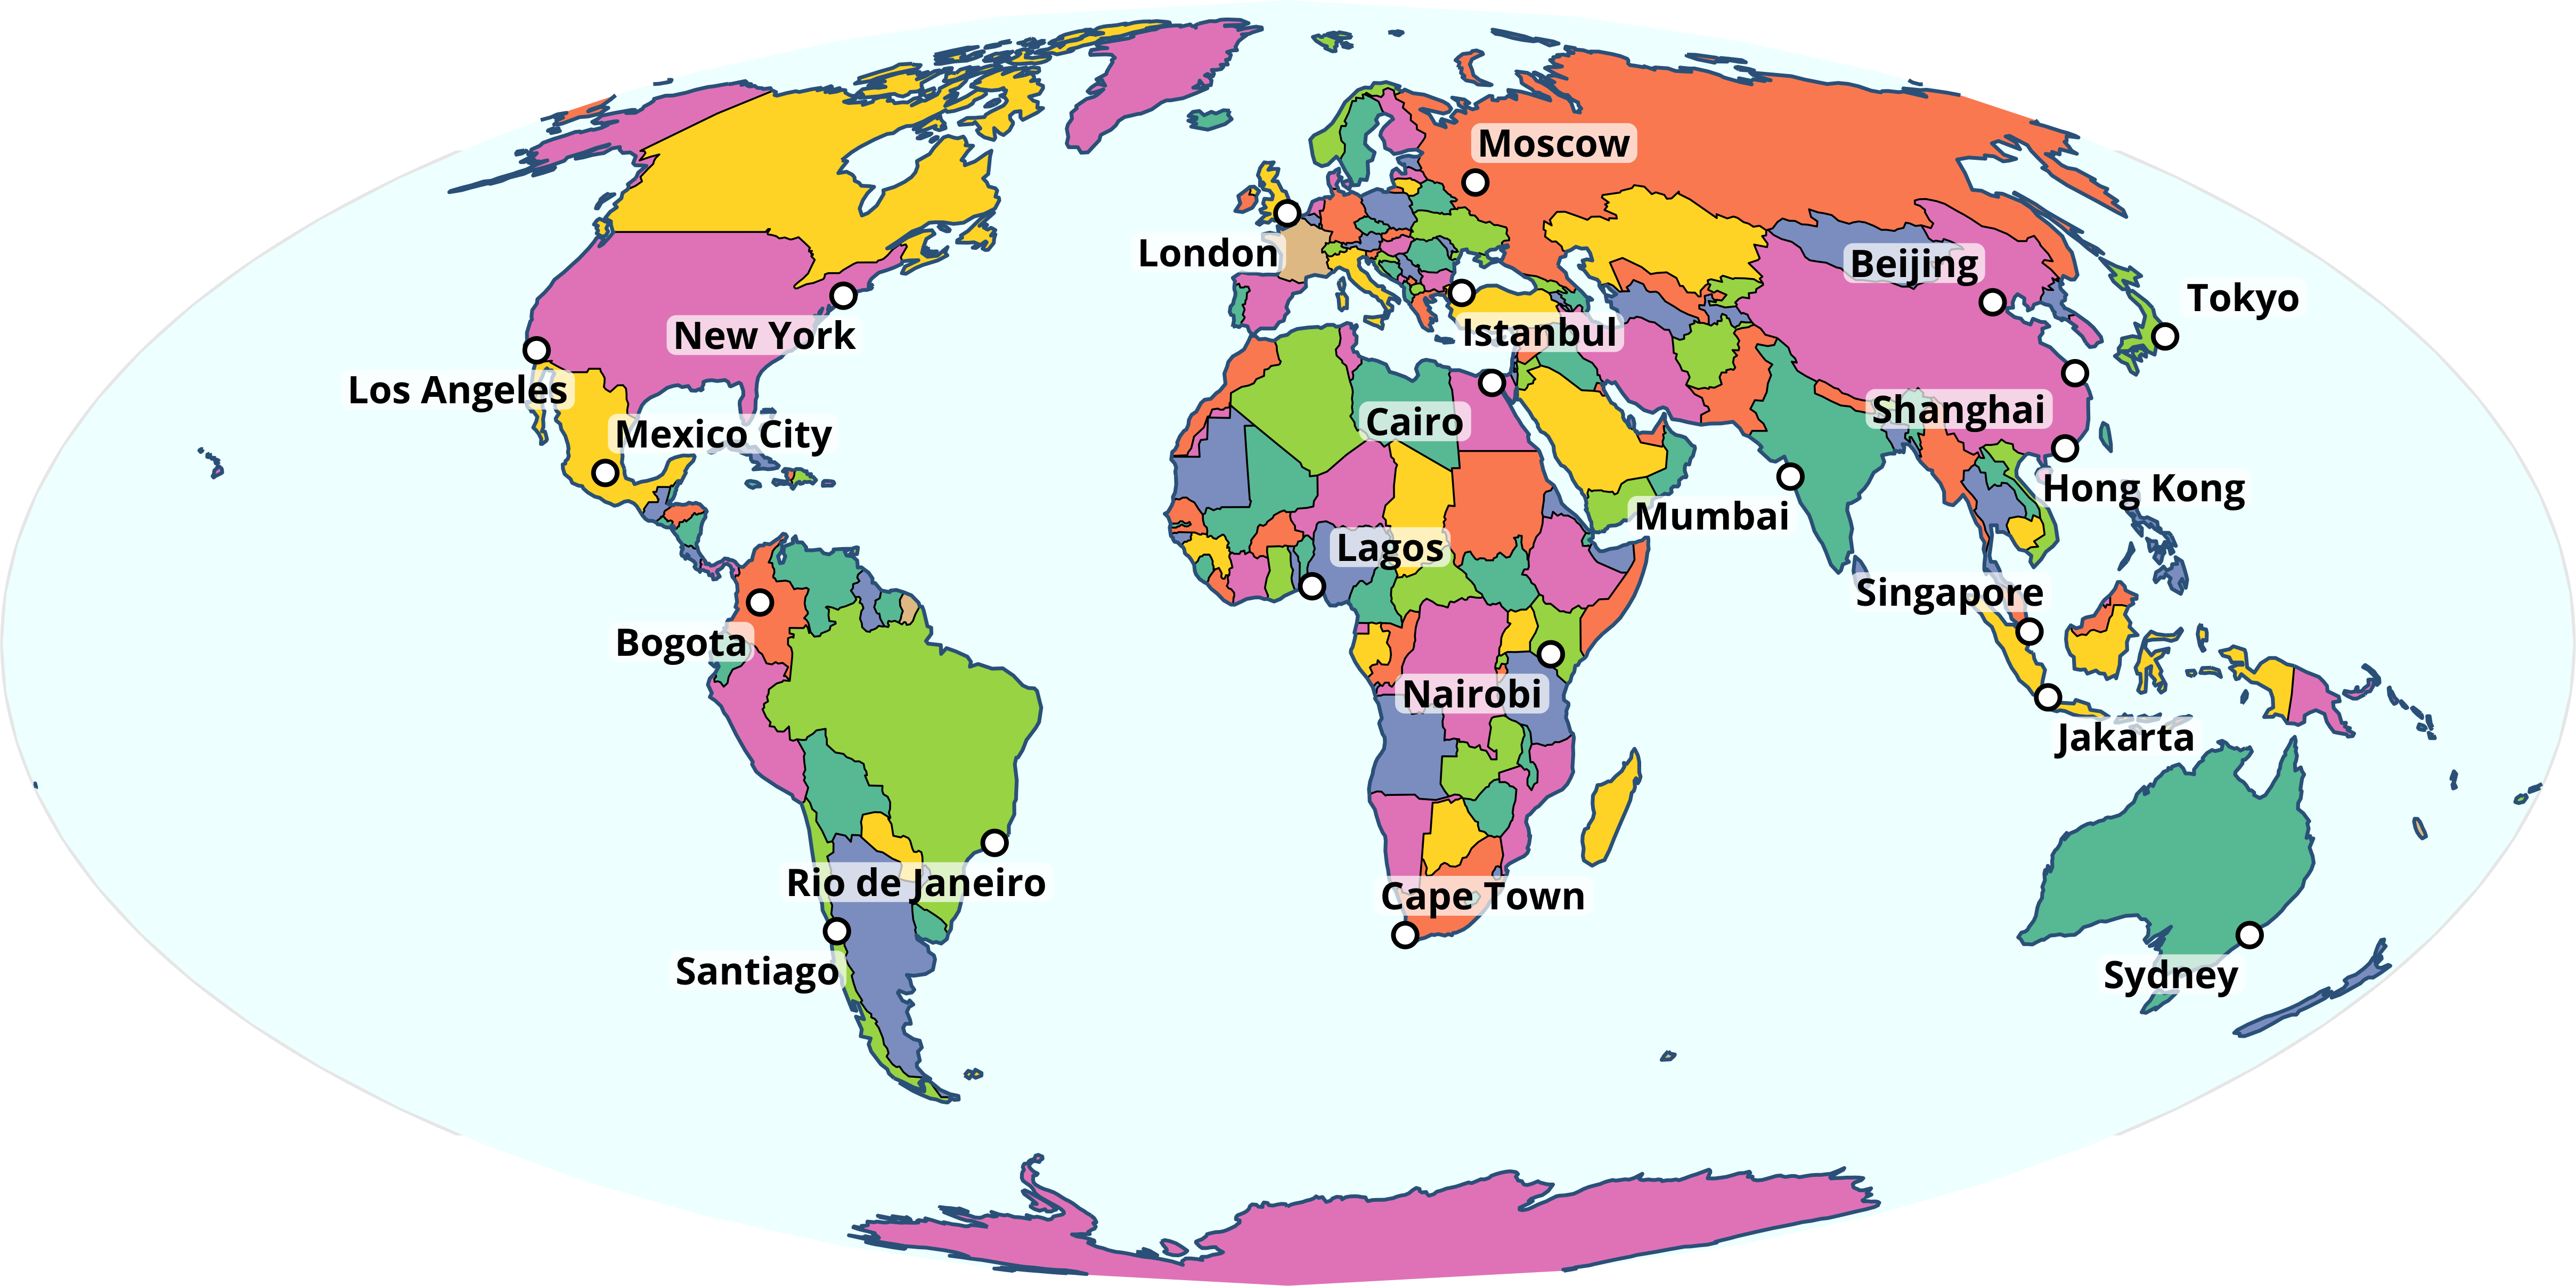 Moscow
London
Beijing
Tokyo
New York
Istanbul
Los Angeles
Shanghai
Cairo
Mexico City
Hong Kong
Mumbai
Lagos
Singapore
Bogota
Nairobi
Jakarta
Rio de Janeiro
Cape Town
Santiago
Sydney